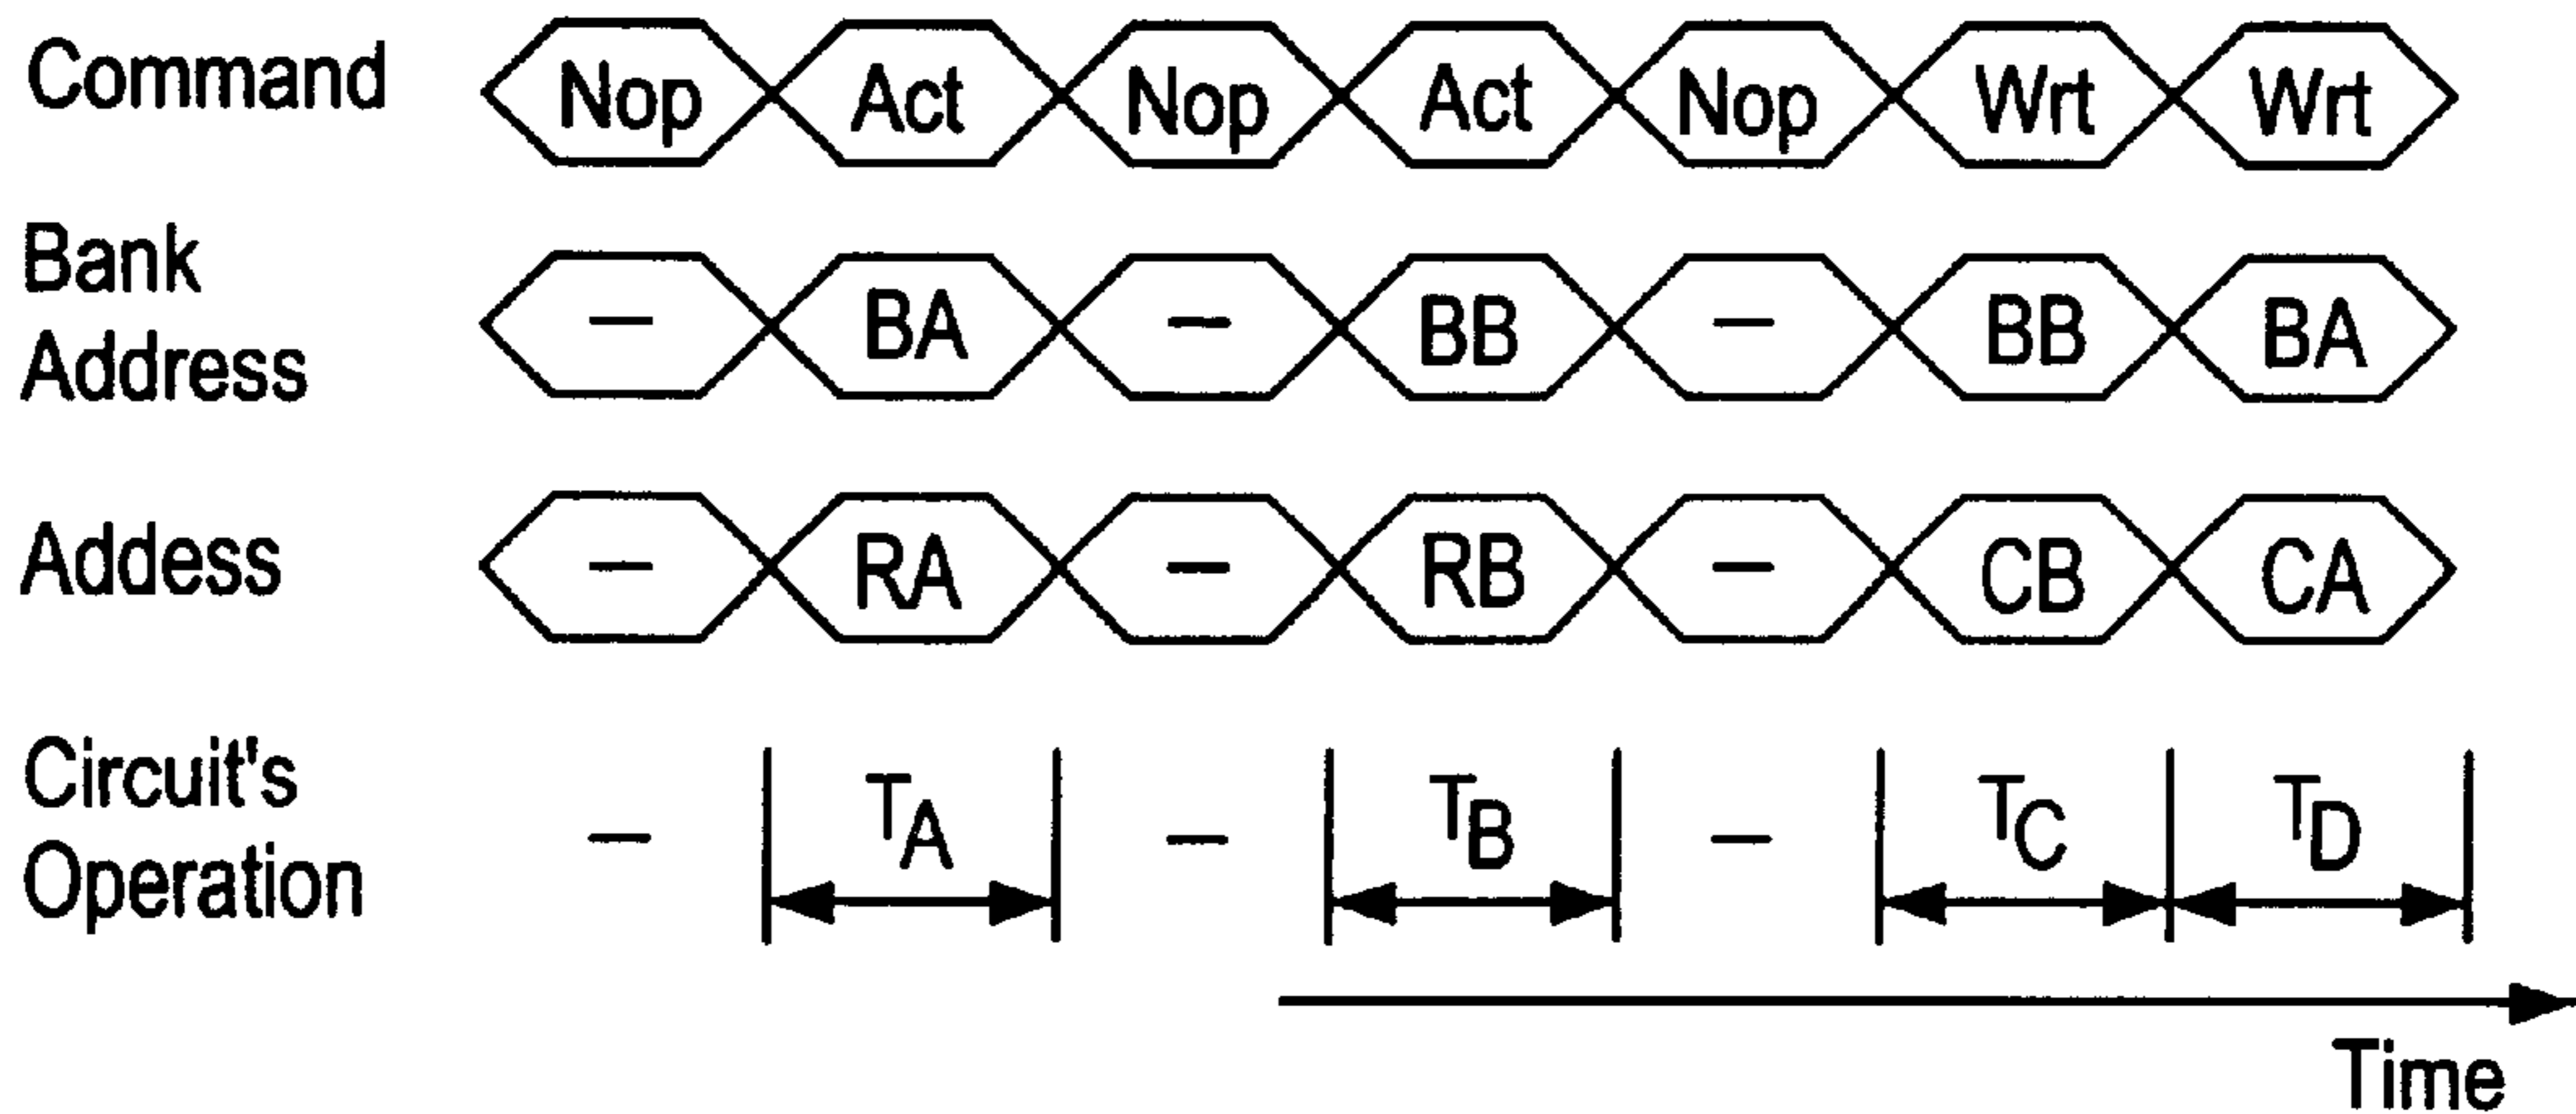 Command Nop Act Nop Act Nop Wrt Wrt
Bank
Address – BA – BB – BB BA
Addess – RA – RB – CB CA
Circuit's
Operation – TA – TB – TC TD
Time